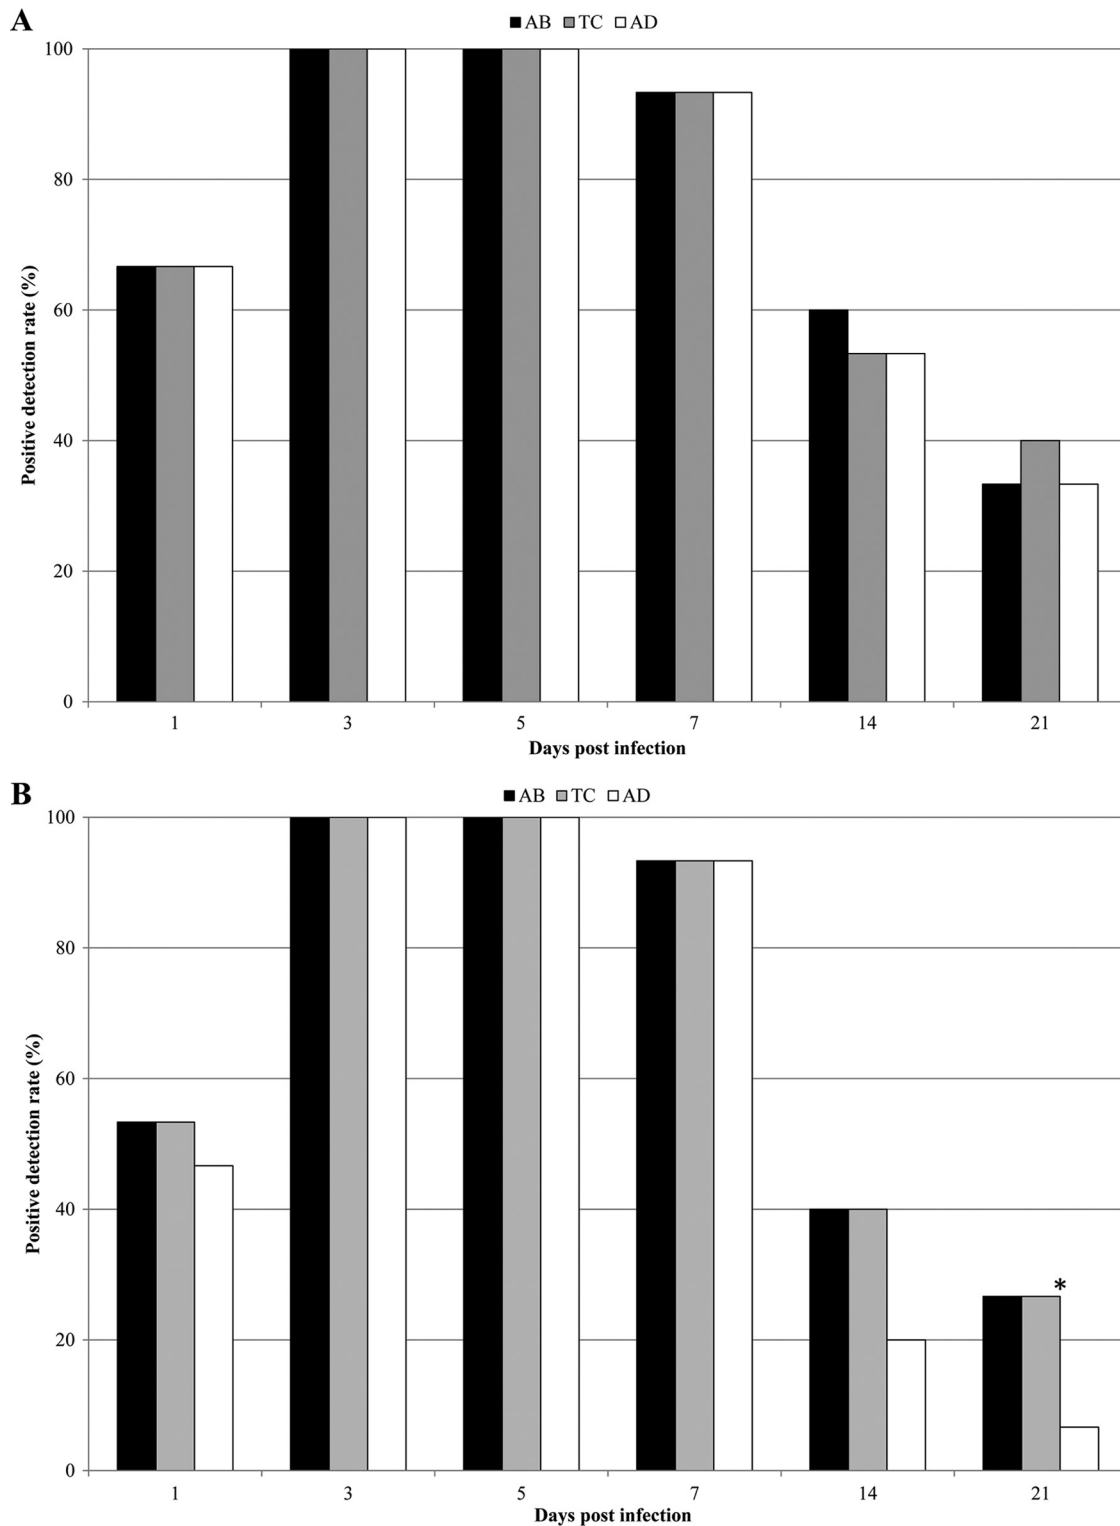 A
AB TC AD
Positive detection rate (%)
100
80
60
40
20
0
1 3 5 7 14 21
Days post infection
B
AB TC AD
Positive detection rate (%)
100
80
60
40
20
0
*
1 3 5 7 14 21
Days post infection